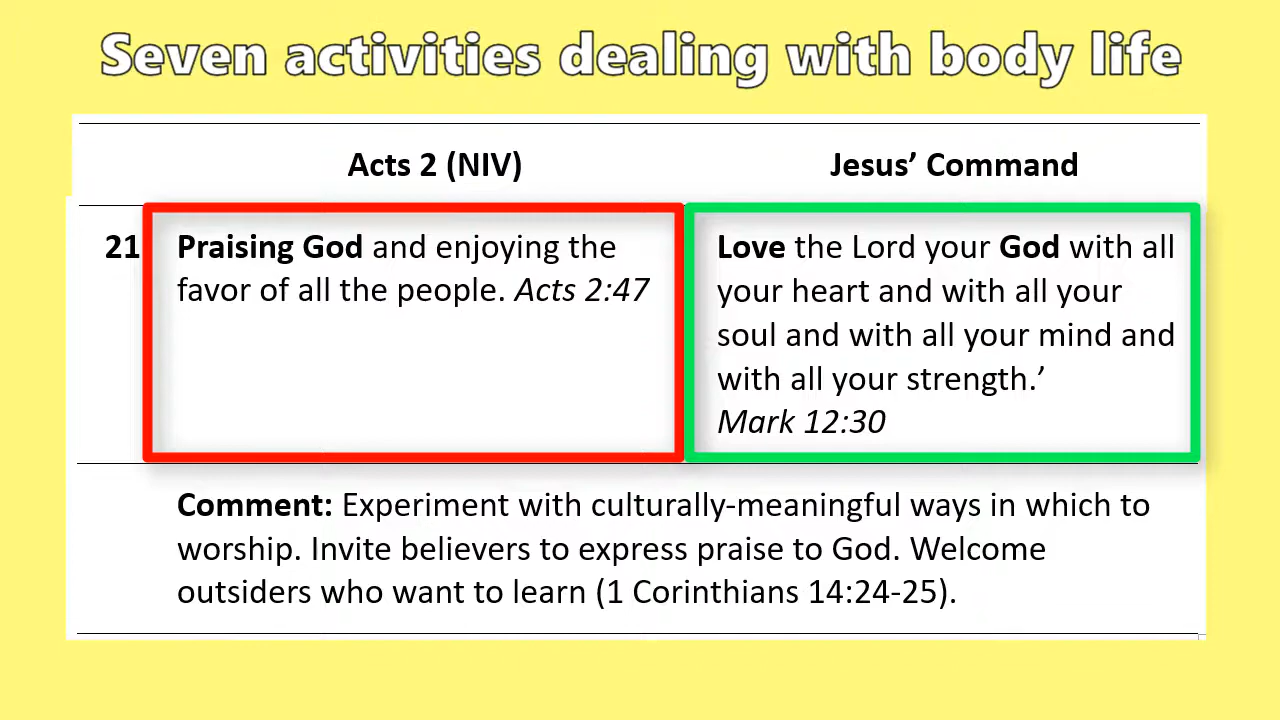 Seven activities dealing with body life
Acts 2 (NIV) Jesus’ Command
21 Praising God and enjoying the
favor of all the people. Acts 2:47
Love the Lord your God with all
your heart and with all your
soul and with all your mind and
with all your strength.’
Mark 12:30
Comment: Experiment with culturally-meaningful ways in which to
worship. Invite believers to express praise to God. Welcome
outsiders who want to learn (1 Corinthians 14:24-25).